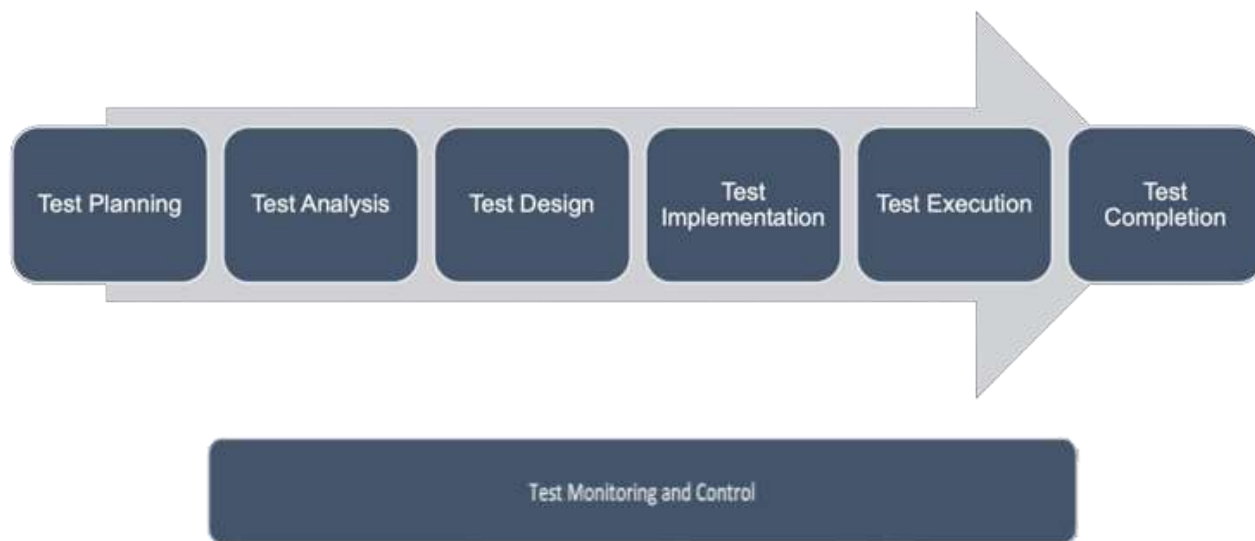 Test Planning
Test Analysis
Test Design
Test
Implementation
Test Execution
Test
Completion
Test Monitoring and Control